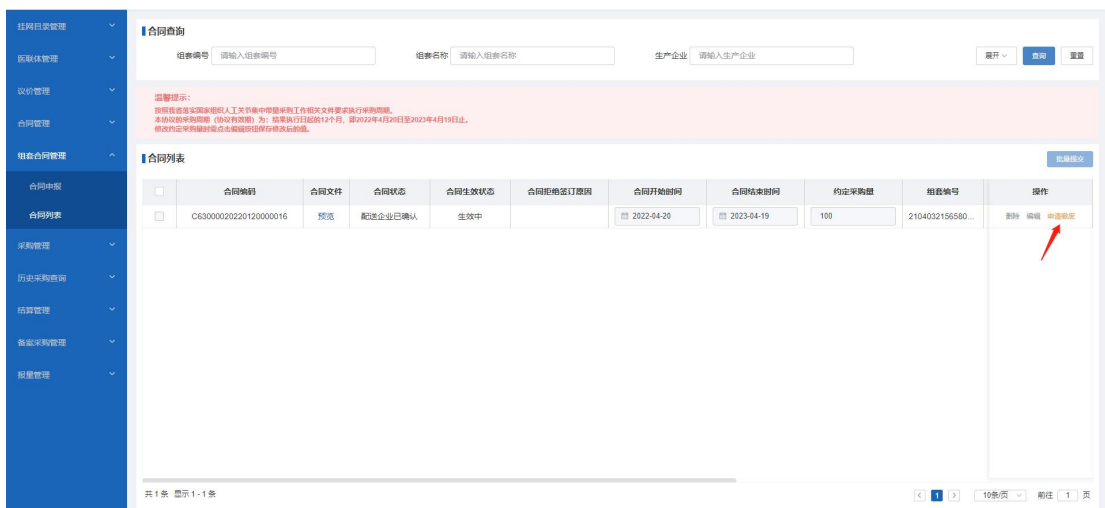 挂网目录管理
医联体管理
议价管理
合同管理
组套合同管理
合同申报
合同列表
采购管理
历史采购查询
结算管理
备案采购管理
报量管理
合同查询
组套编号 请输入组套编号 组套名称 请输入组套名称 生产企业 请输入生产企业 展开 查询 重置
温馨提示:
按照我省落实国家组织人工关节集中带量采购工作相关文件要求执行采购周期。
本协议的采购周期（协议有效期）为：结果执行日起的12个月，即2022年4月20日至2023年4月19日止。
修改约定采购量时需点击编辑按钮保存修改后的值。
合同列表 批量提交
合同编码 合同文件 合同状态 合同生效状态 合同拒绝签订原因 合同开始时间 合同结束时间 约定采购量 组套编号 操作
C63000020220120000016 预览 配送企业已确认 生效中 2022-04-20 2023-04-19 100 2104032156580... 删除 编辑 申请撤废
共1条 显示1-1条 1 10条/页 前往 1 页